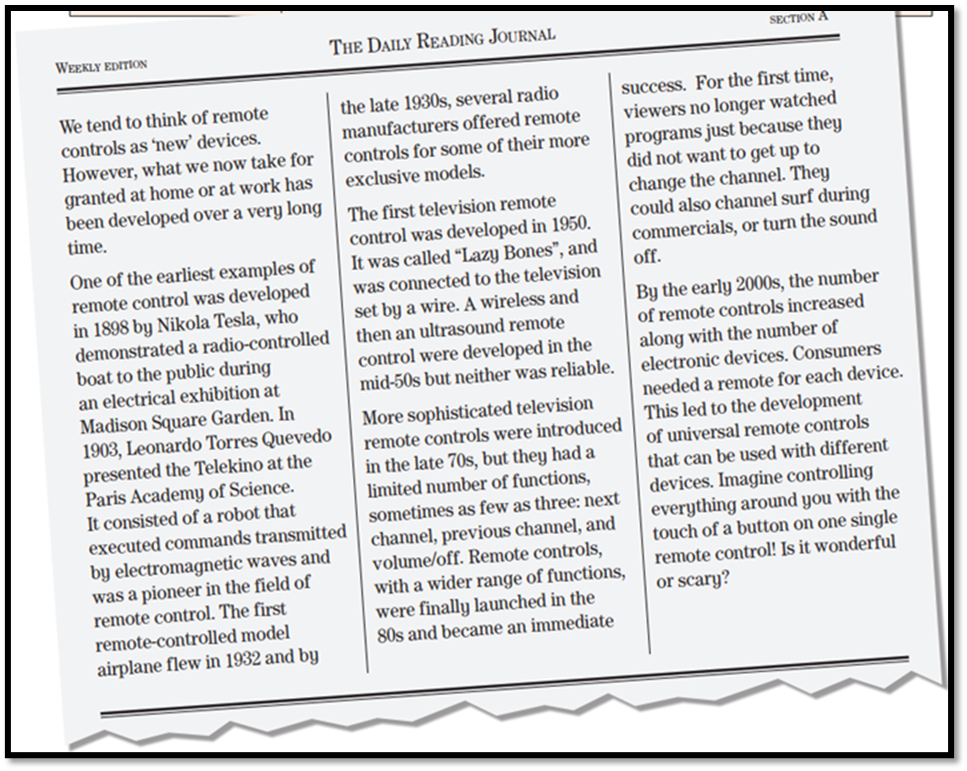 THE DAILY READING JOURNAL
SECTION A
WEEKLY EDITION
We tend to think of remote
controls as ‘new’ devices.
However, what we now take for
granted at home or at work has
been developed over a very long
time.
One of the earliest examples of
remote control was developed
in 1898 by Nikola Tesla, who
demonstrated a radio-controlled
boat to the public during
an electrical exhibition at
Madison Square Garden. In
1903, Leonardo Torres Quevedo
presented the Telekino at the
Paris Academy of Science.
It consisted of a robot that
executed commands transmitted
by electromagnetic waves and
was a pioneer in the field of
remote control. The first
remote-controlled model
airplane flew in 1932 and by
the late 1930s, several radio
manufacturers offered remote
controls for some of their more
exclusive models.
The first television remote
control was developed in 1950.
It was called “Lazy Bones”, and
was connected to the television
set by a wire. A wireless and
then an ultrasound remote
control were developed in the
mid-50s but neither was reliable.
More sophisticated television
remote controls were introduced
in the late 70s, but they had a
limited number of functions,
sometimes as few as three: next
channel, previous channel, and
volume/off. Remote controls,
with a wider range of functions,
were finally launched in the
80s and became an immediate
success. For the first time,
viewers no longer watched
programs just because they
did not want to get up to
change the channel. They
could also channel surf during
commercials, or turn the sound
off.
By the early 2000s, the number
of remote controls increased
along with the number of
electronic devices. Consumers
needed a remote for each device.
This led to the development
of universal remote controls
that can be used with different
devices. Imagine controlling
everything around you with the
touch of a button on one single
remote control! Is it wonderful
or scary?